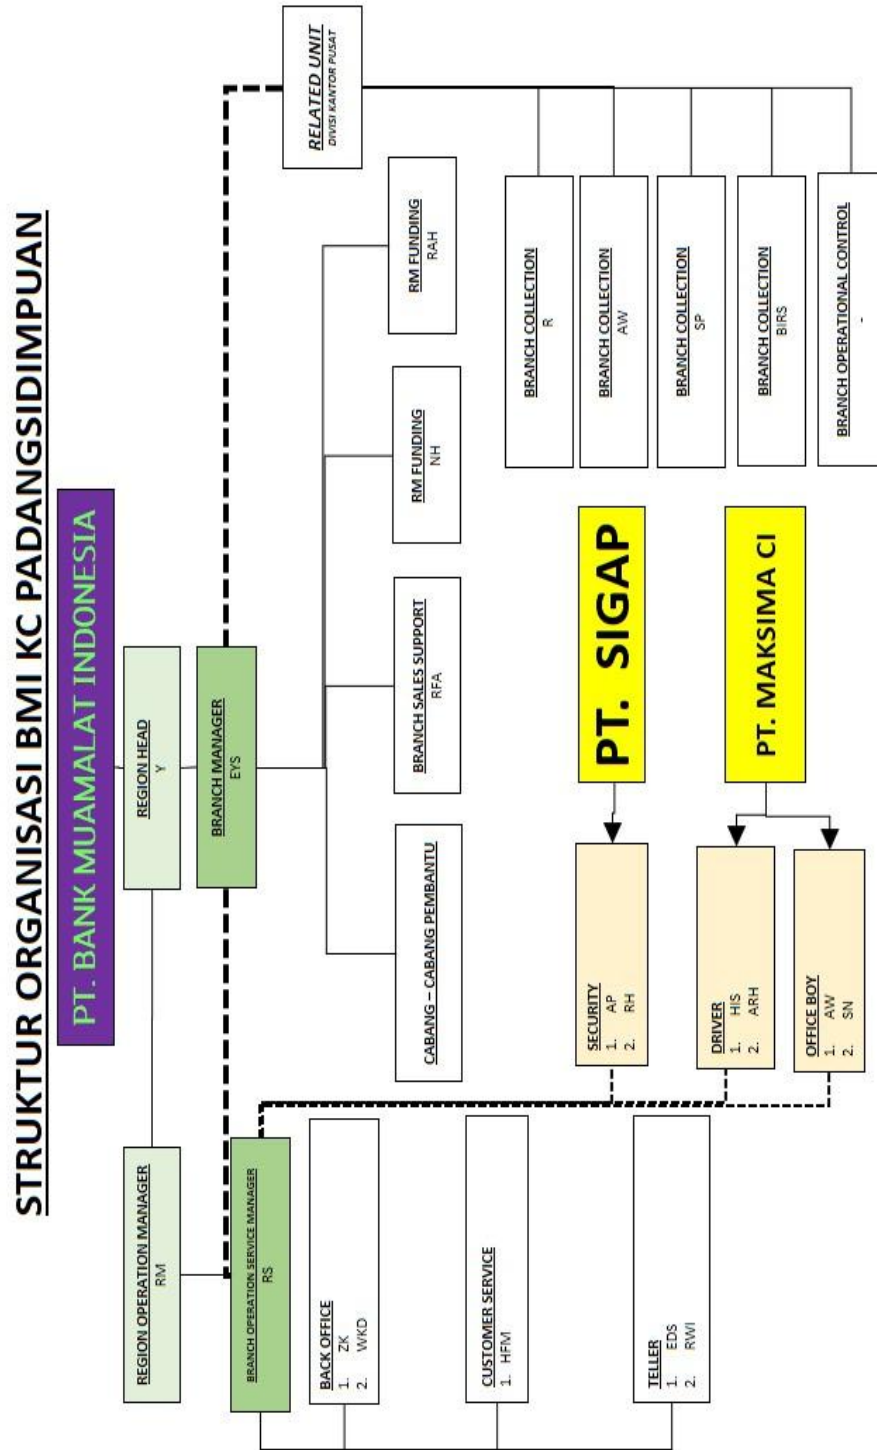 STRUKTUR ORGANISASI BMI KC PADANGSIDIMPUAN
PT. BANK MUAMALAT INDONESIA
REGION OPERATION MANAGER
RM
REGION HEAD
Y
BRANCH OPERATION SERVICE MANAGER
RS
BRANCH MANAGER
EYS
RELATED UNIT
DIVISI KANTOR PUSAT
BACK OFFICE
1. ZK
2. WKD
CUSTOMER SERVICE
1. HFM
TELLER
1. EDS
2. RWI
CABANG – CABANG PEMBANTU
BRANCH SALES SUPPORT
RFA
RM FUNDING
NH
RM FUNDING
RAH
SECURITY
1. AP
2. RH
DRIVER
1. HIS
2. ARH
OFFICE BOY
1. AW
2. SN
PT. SIGAP
PT. MAKSIMA CI
BRANCH COLLECTION
R
BRANCH COLLECTION
AW
BRANCH COLLECTION
SP
BRANCH COLLECTION
BIRS
BRANCH OPERATIONAL CONTROL
-